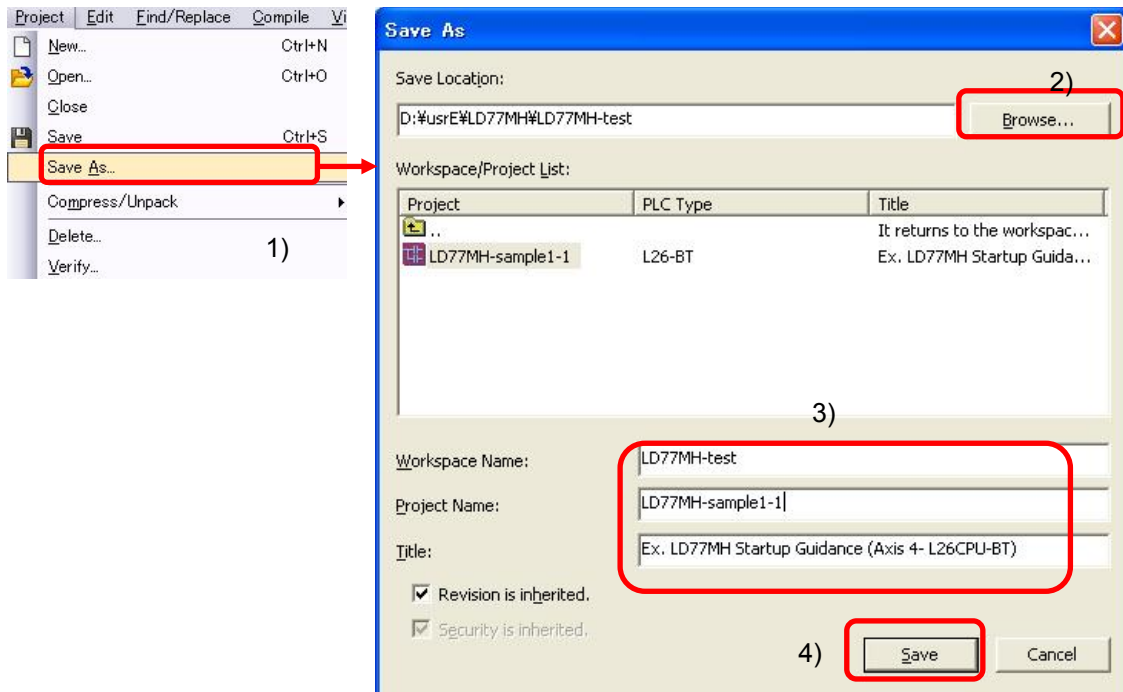 Project Edit Find/Replace Compile Vi
New... Ctrl+N
Open... Ctrl+O
Close
Save Ctrl+S
Save As...
Compress/Unpack
Delete...
Verify...
1)
Save As
Save Location:
2)
D:¥usrE¥LD77MH¥LD77MH-test
Browse...
Workspace/Project List:
Project PLC Type Title
.. It returns to the workspac...
LD77MH-sample1-1 L26-BT Ex. LD77MH Startup Guida...
3)
Workspace Name: LD77MH-test
Project Name: LD77MH-sample1-1
Title: Ex. LD77MH Startup Guidance (Axis 4- L26CPU-BT)
Revision is inherited.
Security is inherited.
4)
Save Cancel